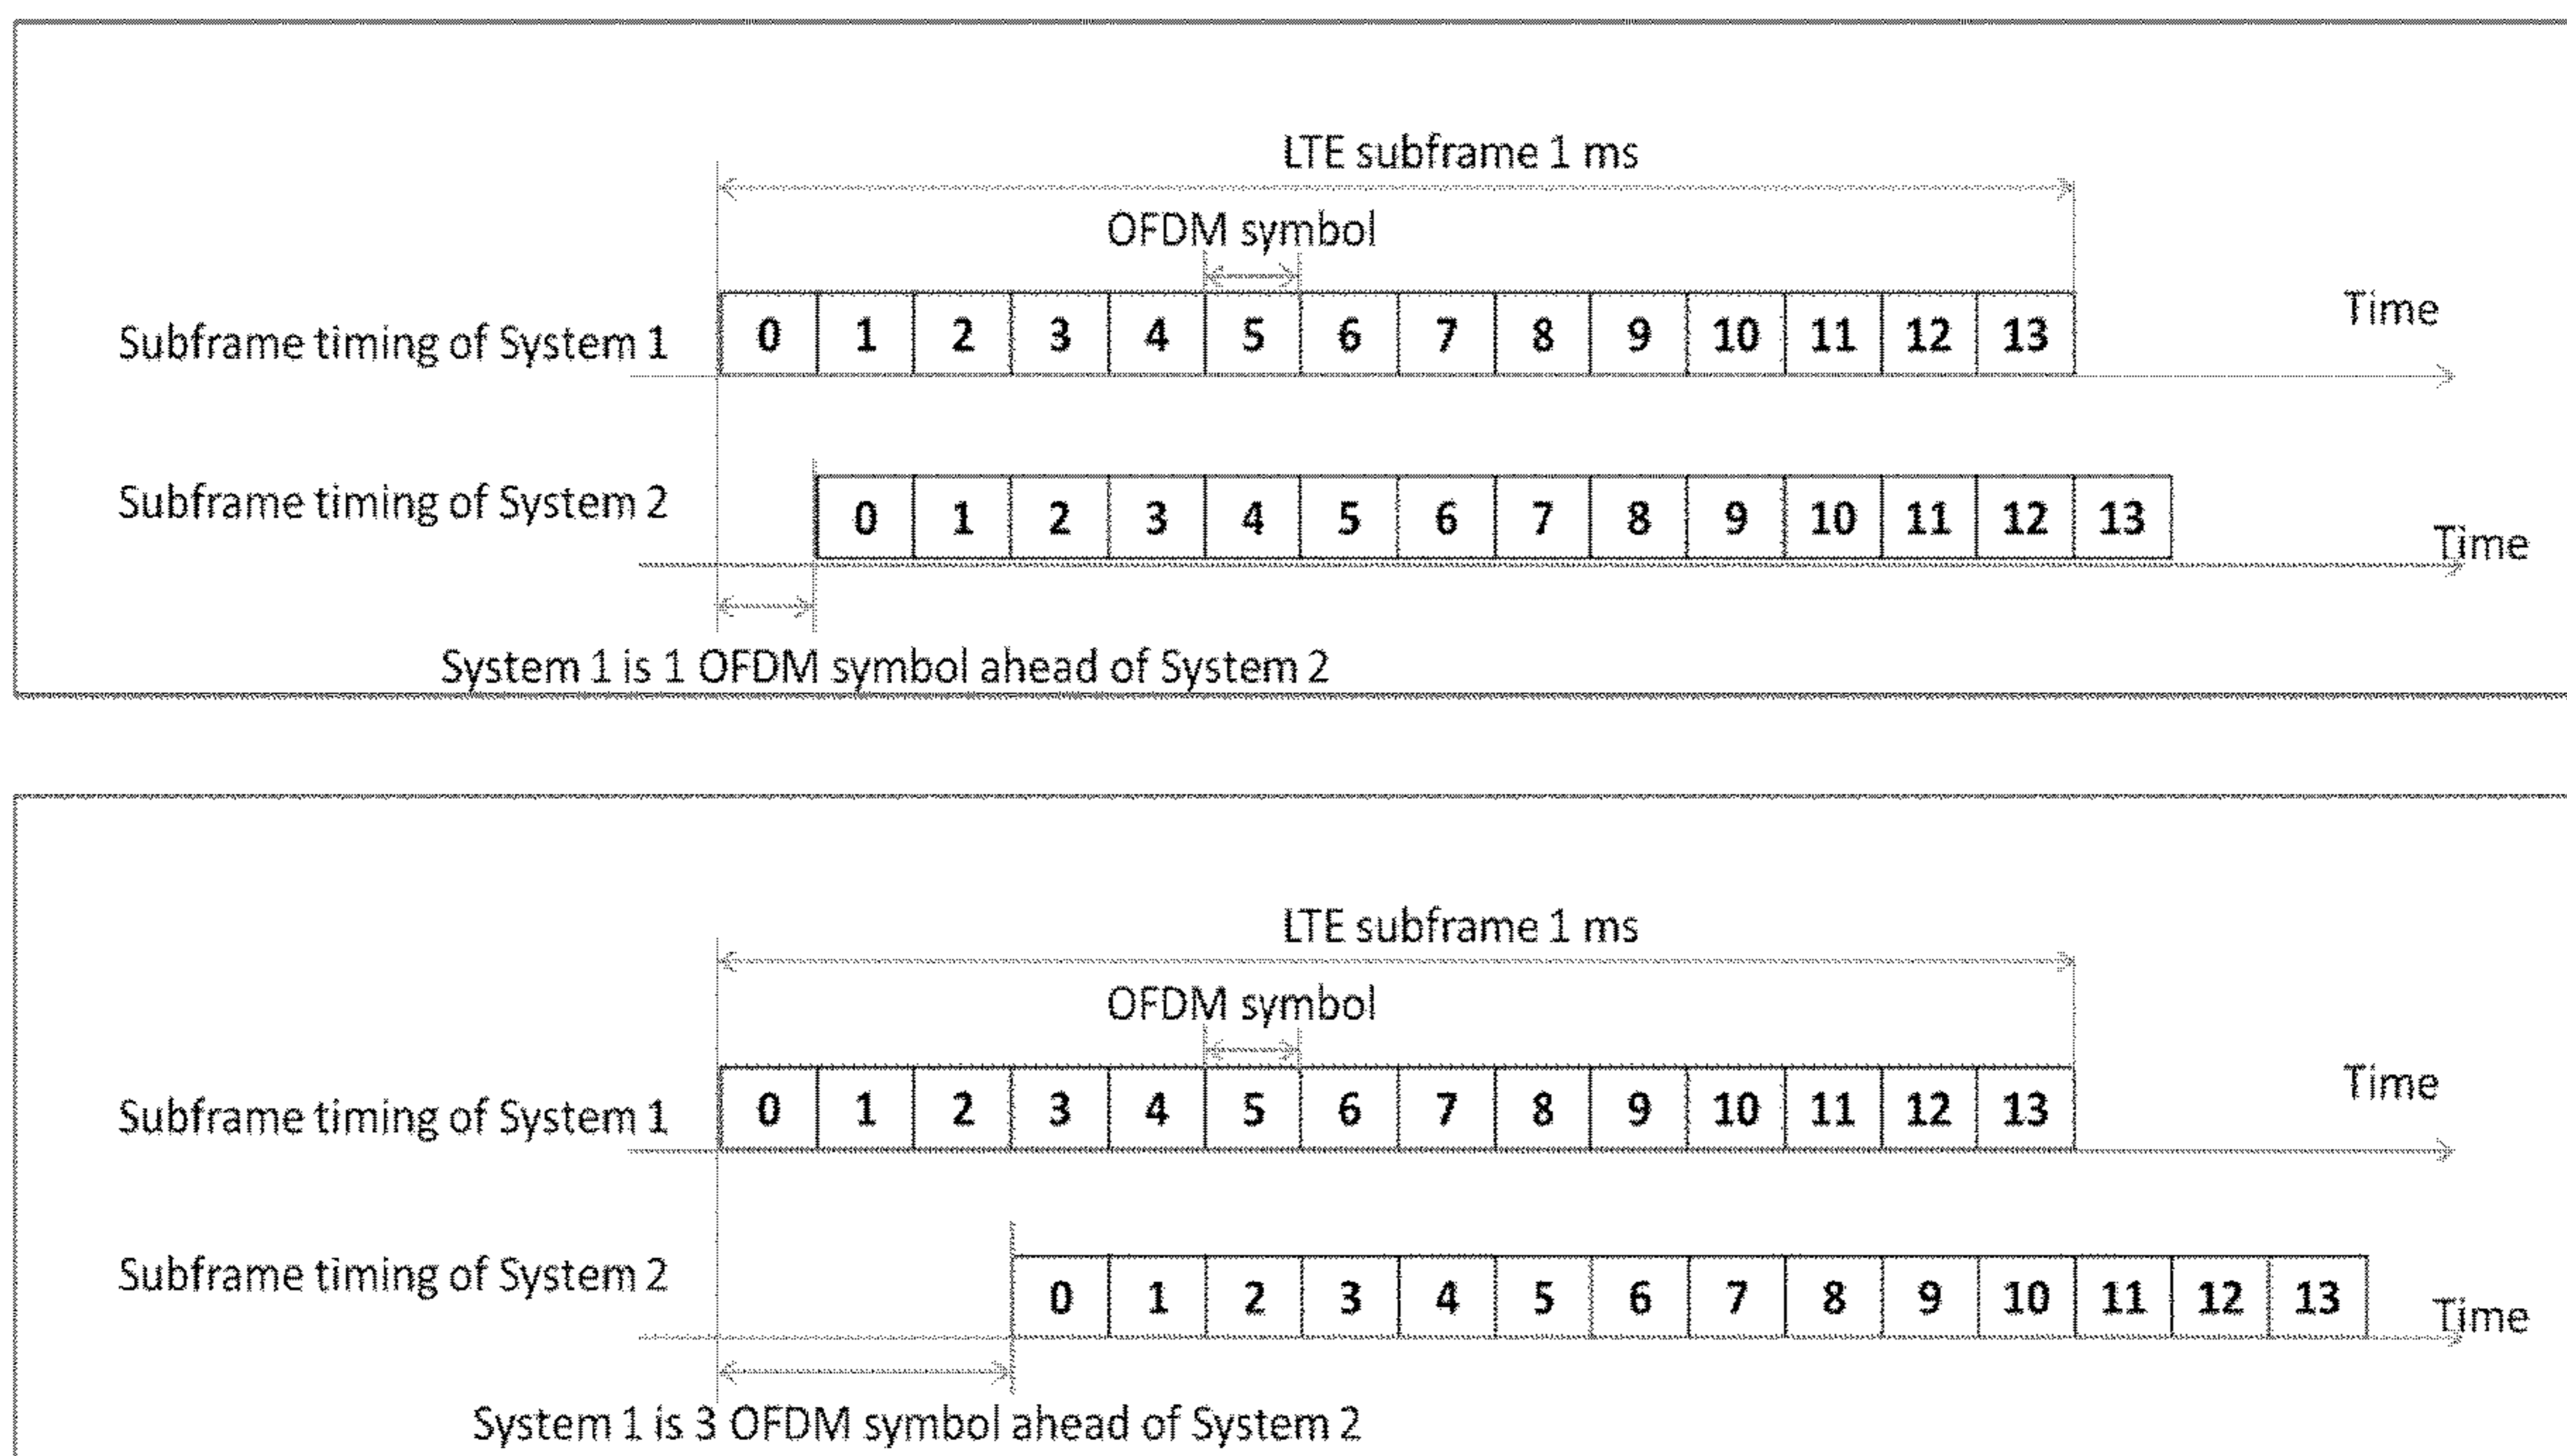 LTE subframe 1 ms
OFDM symbol
Subframe timing of System 1 0 1 2 3 4 5 6 7 8 9 10 11 12 13 Time
Subframe timing of System 2 0 1 2 3 4 5 6 7 8 9 10 11 12 13 Time
System 1 is 1 OFDM symbol ahead of System 2
LTE subframe 1 ms
OFDM symbol
Subframe timing of System 1 0 1 2 3 4 5 6 7 8 9 10 11 12 13 Time
Subframe timing of System 2 0 1 2 3 4 5 6 7 8 9 10 11 12 13 Time
System 1 is 3 OFDM symbol ahead of System 2